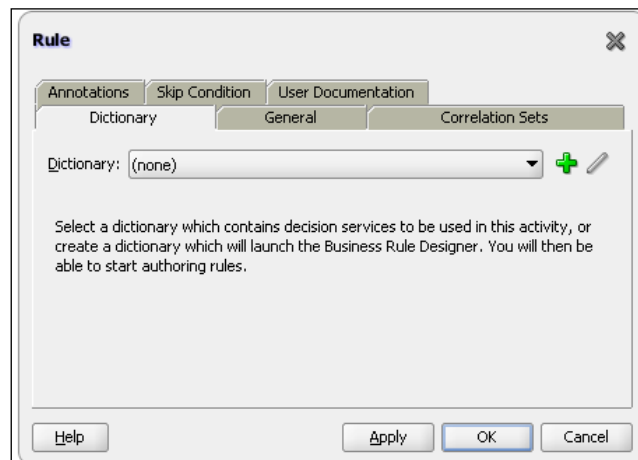 Rule
Annotations Skip Condition User Documentation
Dictionary General Correlation Sets
Dictionary: (none)
Select a dictionary which contains decision services to be used in this activity, or
create a dictionary which will launch the Business Rule Designer. You will then be
able to start authoring rules.
Help Apply OK Cancel